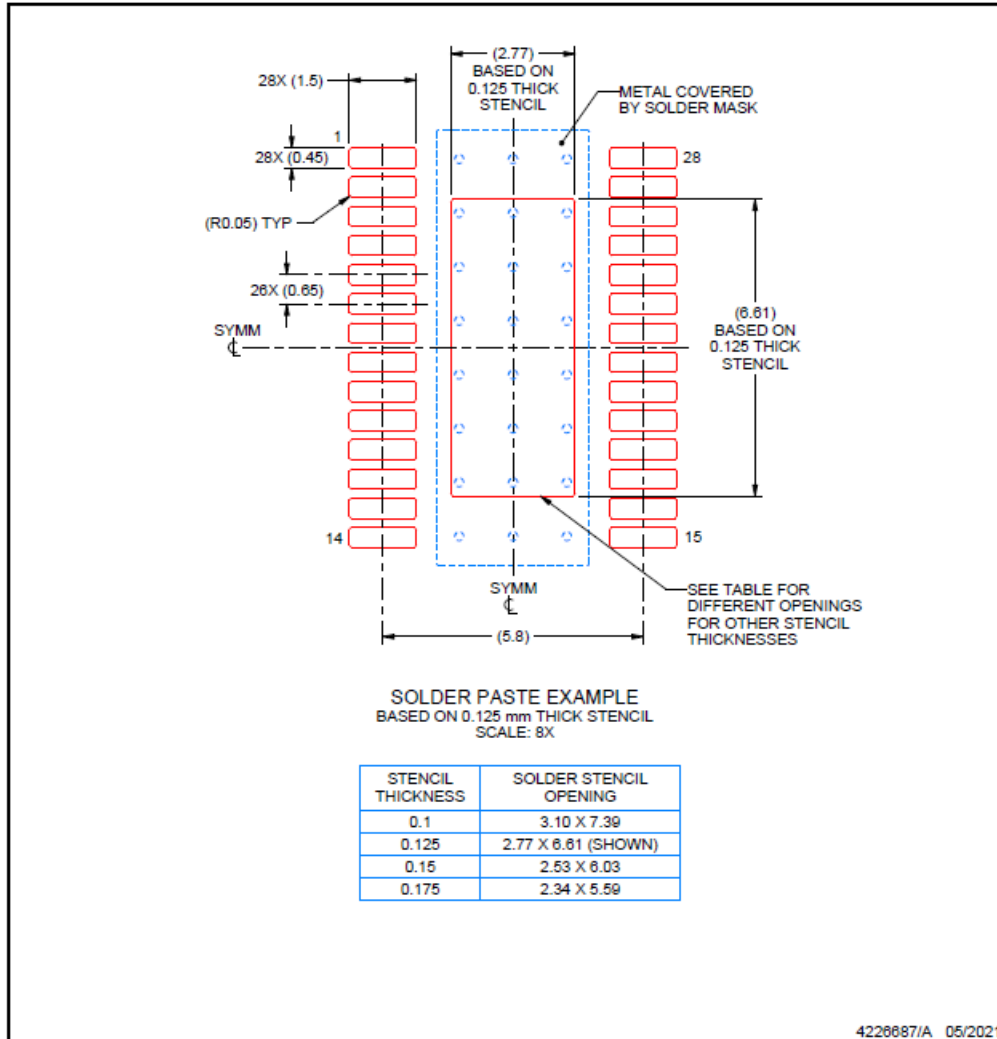 (2.77)
BASED ON
0.125 THICK
STENCIL
28X (1.5)
METAL COVERED
BY SOLDER MASK
1
28X (0.45)
28
(R0.05) TYP
26X (0.65)
(6.61)
BASED ON
0.125 THICK
STENCIL
SYMM
℄
14
15
SYMM
℄
SEE TABLE FOR
DIFFERENT OPENINGS
FOR OTHER STENCIL
THICKNESSES
(5.8)
SOLDER PASTE EXAMPLE
BASED ON 0.125 mm THICK STENCIL
SCALE: 8X
STENCIL
THICKNESS
SOLDER STENCIL
OPENING
0.1
3.10 X 7.39
0.125
2.77 X 6.61 (SHOWN)
0.15
2.53 X 6.03
0.175
2.34 X 5.59
4226687/A 05/2021